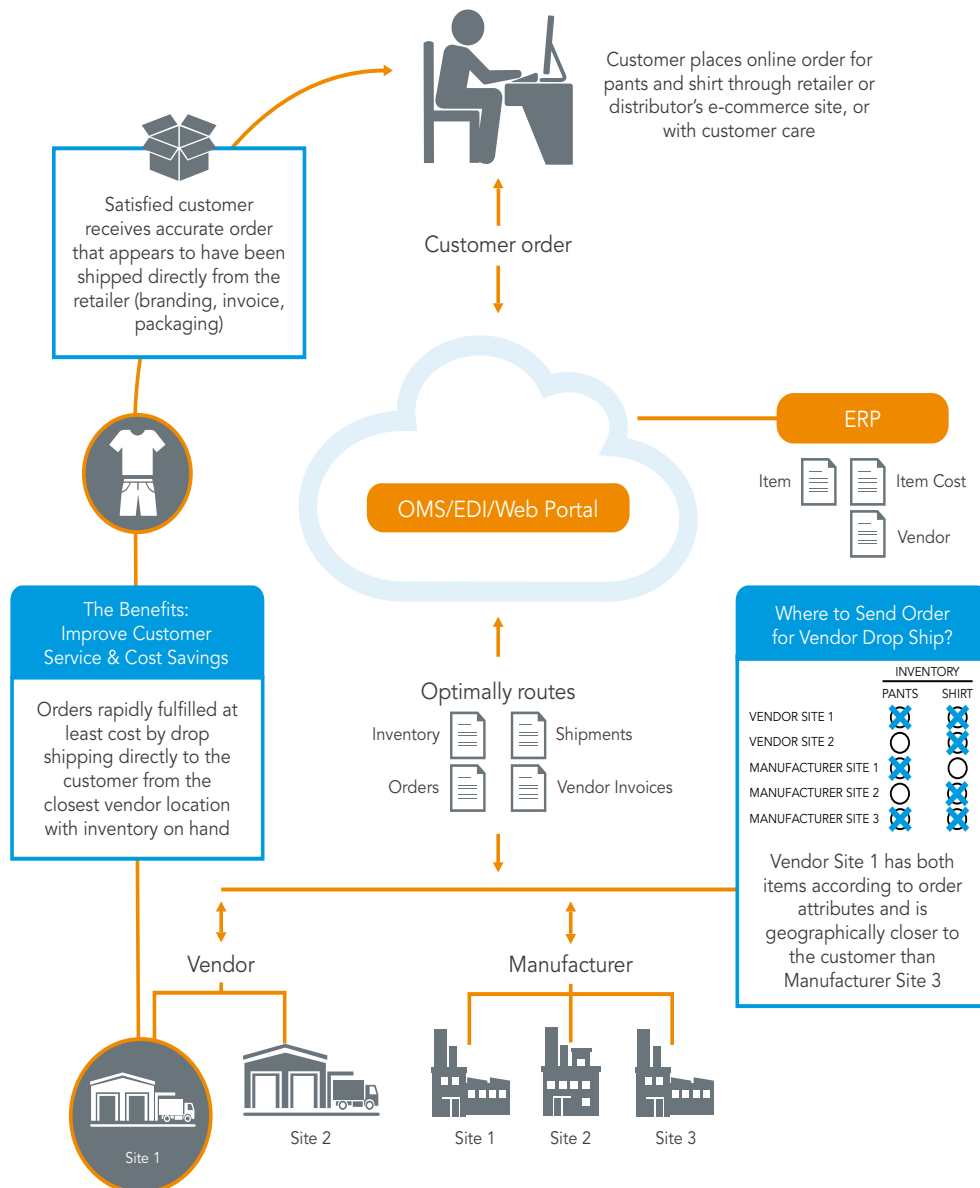 Customer places online order for
pants and shirt through retailer or
distributor's e-commerce site, or
with customer care
Satisfied customer
receives accurate order
that appears to have been
shipped directly from the
retailer (branding, invoice,
packaging)
Customer order
ERP
Item
Item Cost
Vendor
OMS/EDI/Web Portal
The Benefits:
Improve Customer
Service & Cost Savings
Orders rapidly fulfilled at
least cost by drop
shipping directly to the
customer from the
closest vendor location
with inventory on hand
Optimally routes
Inventory
Shipments
Orders
Vendor Invoices
Where to Send Order
for Vendor Drop Ship?
INVENTORY
PANTS SHIRT
VENDOR SITE 1
VENDOR SITE 2
MANUFACTURER SITE 1
MANUFACTURER SITE 2
MANUFACTURER SITE 3
Vendor Site 1 has both
items according to order
attributes and is
geographically closer to
the customer than
Manufacturer Site 3
Vendor
Manufacturer
Site 1
Site 2
Site 1
Site 2
Site 3